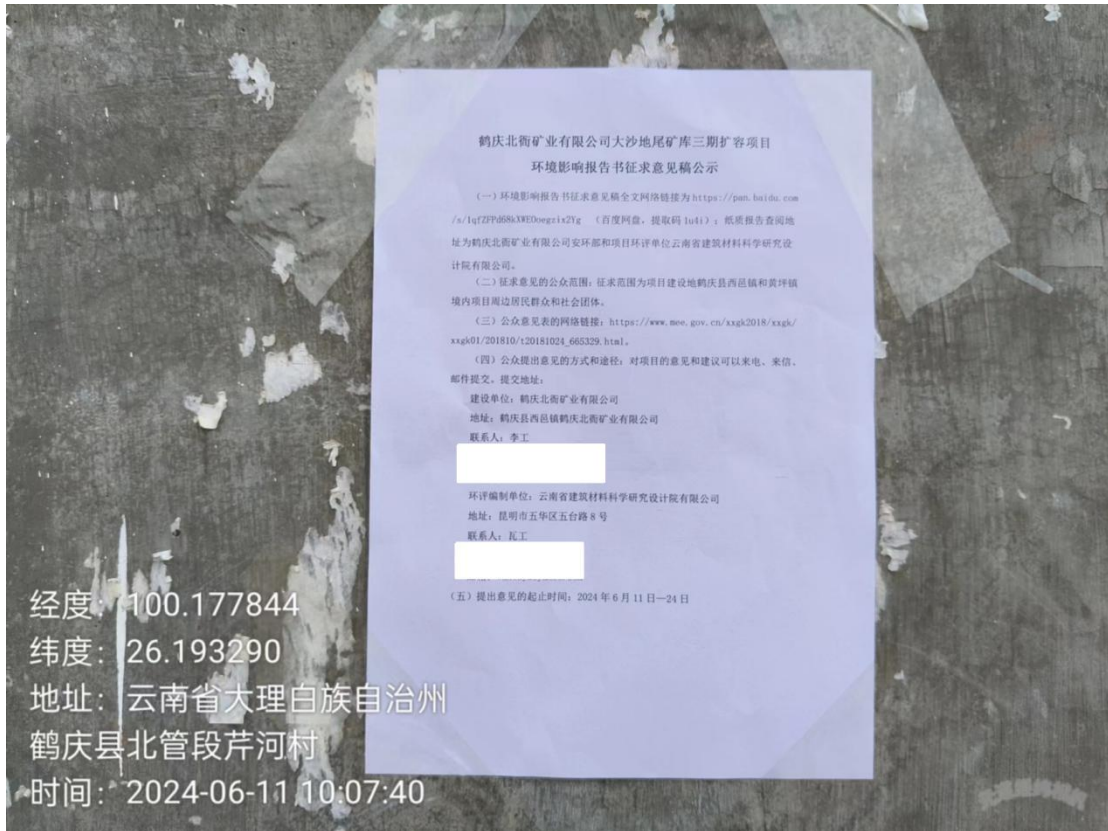 鹤庆北衙矿业有限公司大沙地尾矿库三期扩容项目
环境影响报告书征求意见稿公示
（一）环境影响报告书征求意见稿全文网络链接为https://pan.baidu.com
/s/1qfZFPd68kXWEOoegzix2Yg （百度网盘，提取码1u4i）；纸质报告查阅地
址为鹤庆北衙矿业有限公司安环部和项目环评单位云南省建筑材料科学研究设
计院有限公司。
（二）征求意见的公众范围：征求范围为项目建设地鹤庆县西邑镇和黄坪镇
境内项目周边居民群众和社会团体。
（三）公众意见表的网络链接：https://www.mee.gov.cn/xxgk2018/xxgk/
xxgk01/201810/t20181024_665329.html。
（四）公众提出意见的方式和途径：对项目的意见和建议可以来电、来信、
邮件提交。提交地址：
建设单位：鹤庆北衙矿业有限公司
地址：鹤庆县西邑镇鹤庆北衙矿业有限公司
联系人：李工
环评编制单位：云南省建筑材料科学研究设计院有限公司
地址：昆明市五华区五台路8号
联系人：瓦工
（五）提出意见的起止时间：2024年6月11日—24日
经度：100.177844
纬度：26.193290
地址：云南省大理白族自治州
鹤庆县北管段芹河村
时间：2024-06-11 10:07:40